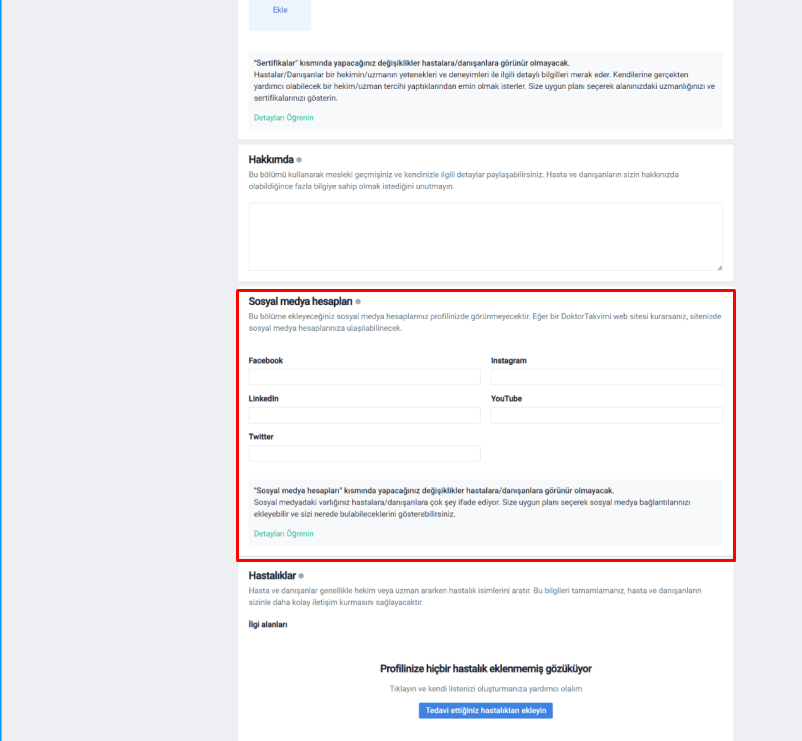 Ekle
"Sertifikalar" kısmında yapacağınız değişiklikler hastalara/danışanlara görünür olmayacak.
Hastalar/Danışanlar bir hekimin/uzmanın yetenekleri ve deneyimleri ile ilgili detaylı bilgileri merak eder. Kendilerine gerçekten
yardımcı olabilecek bir hekim/uzman tercihi yaptıklarından emin olmak isterler. Size uygun planı seçerek alanınızdaki uzmanlığınızı ve
sertifikalarınızı gösterin.
Detayları Öğrenin
Hakkımda
Bu bölümü kullanarak mesleki geçmişiniz ve kendinizle ilgili detaylar paylaşabilirsiniz. Hasta ve danışanların sizin hakkınızda
olabildiğince fazla bilgiye sahip olmak istediğini unutmayın.
Sosyal medya hesapları
Bu bölüme ekleyeceğiniz sosyal medya hesaplarınız profilinizde görünmeyecektir. Eğer bir DoktorTakvimi web sitesi kurarsanız, sitenizde
sosyal medya hesaplarınıza ulaşılabilinecek.
Facebook
Instagram
LinkedIn
YouTube
Twitter
"Sosyal medya hesapları" kısmında yapacağınız değişiklikler hastalara/danışanlara görünür olmayacak.
Sosyal medyadaki varlığınız hastalara/danışanlara çok şey ifade ediyor. Size uygun planı seçerek sosyal medya bağlantılarınızı
ekleyebilir ve sizi nerede bulabileceklerini gösterebilirsiniz.
Detayları Öğrenin
Hastalıklar
Hasta ve danışanlar genellikle hekim veya uzman ararken hastalık isimlerini aratır. Bu bilgileri tamamlamanız, hasta ve danışanların
sizinle daha kolay iletişim kurmasını sağlayacaktır.
İlgi alanları
Profilinize hiçbir hastalık eklenmemiş gözüküyor
Tıklayın ve kendi listenizi oluşturmanıza yardımcı olalım
Tedavi ettiğiniz hastalıkları ekleyin